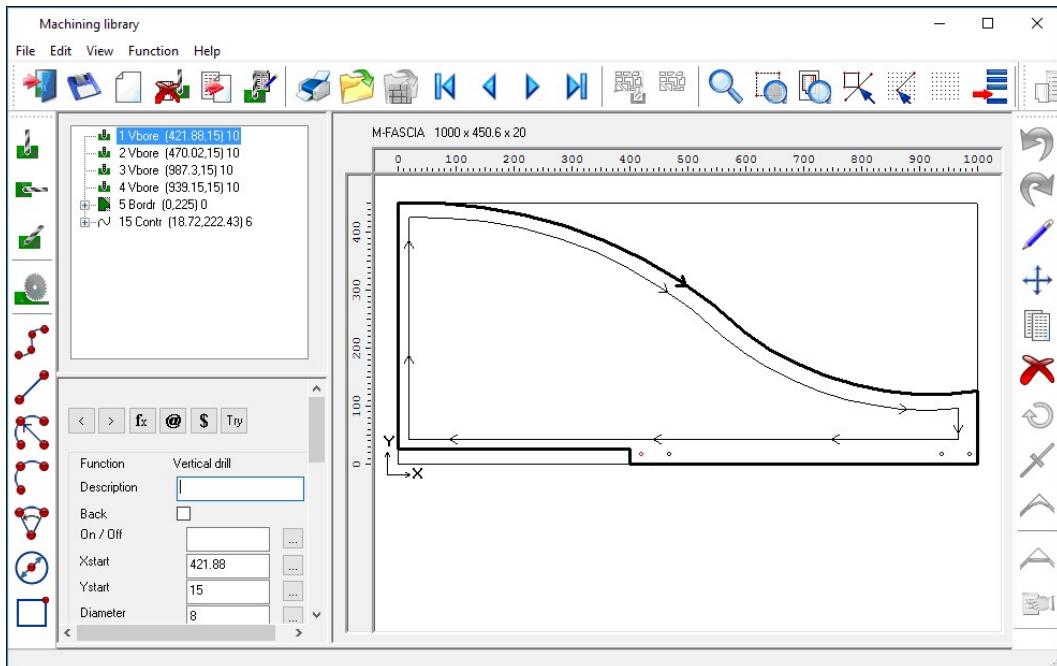 Machining library
File Edit View Function Help
1 Vbore (421.88,15) 10
2 Vbore (470.02,15) 10
3 Vbore (987.3,15) 10
4 Vbore (939.15,15) 10
5 Bordr (0,225) 0
15 Contr (18.72,222.43) 6
< > fx @ $ Try
Function Vertical drill
Description
Back
On / Off ...
Xstart 421.88 ...
Ystart 15 ...
Diameter 8 ...
M-FASCIA 1000 x 450.6 x 20
0 100 200 300 400 500 600 700 800 900 1000
400
300
200
100
0
Y
X